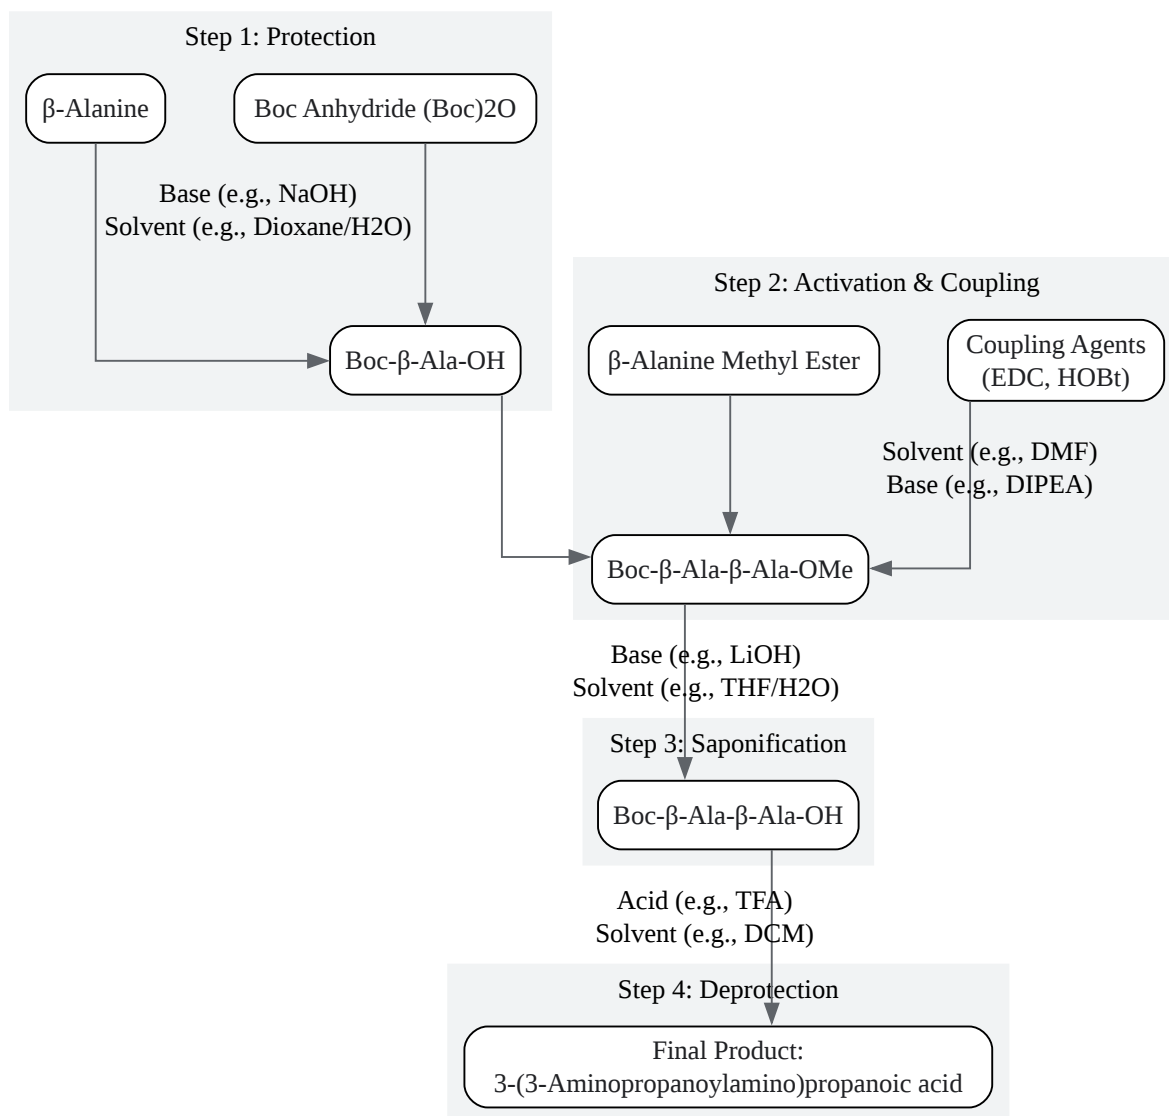 Step 1: Protection
β-Alanine
Boc Anhydride (Boc)2O
Base (e.g., NaOH)
Solvent (e.g., Dioxane/H2O)
Boc-β-Ala-OH
Step 2: Activation & Coupling
β-Alanine Methyl Ester
Coupling Agents
(EDC, HOBt)
Solvent (e.g., DMF)
Base (e.g., DIPEA)
Boc-β-Ala-β-Ala-OMe
Base (e.g., LiOH)
Solvent (e.g., THF/H2O)
Step 3: Saponification
Boc-β-Ala-β-Ala-OH
Acid (e.g., TFA)
Solvent (e.g., DCM)
Step 4: Deprotection
Final Product:
3-(3-Aminopropanoylamino)propanoic acid